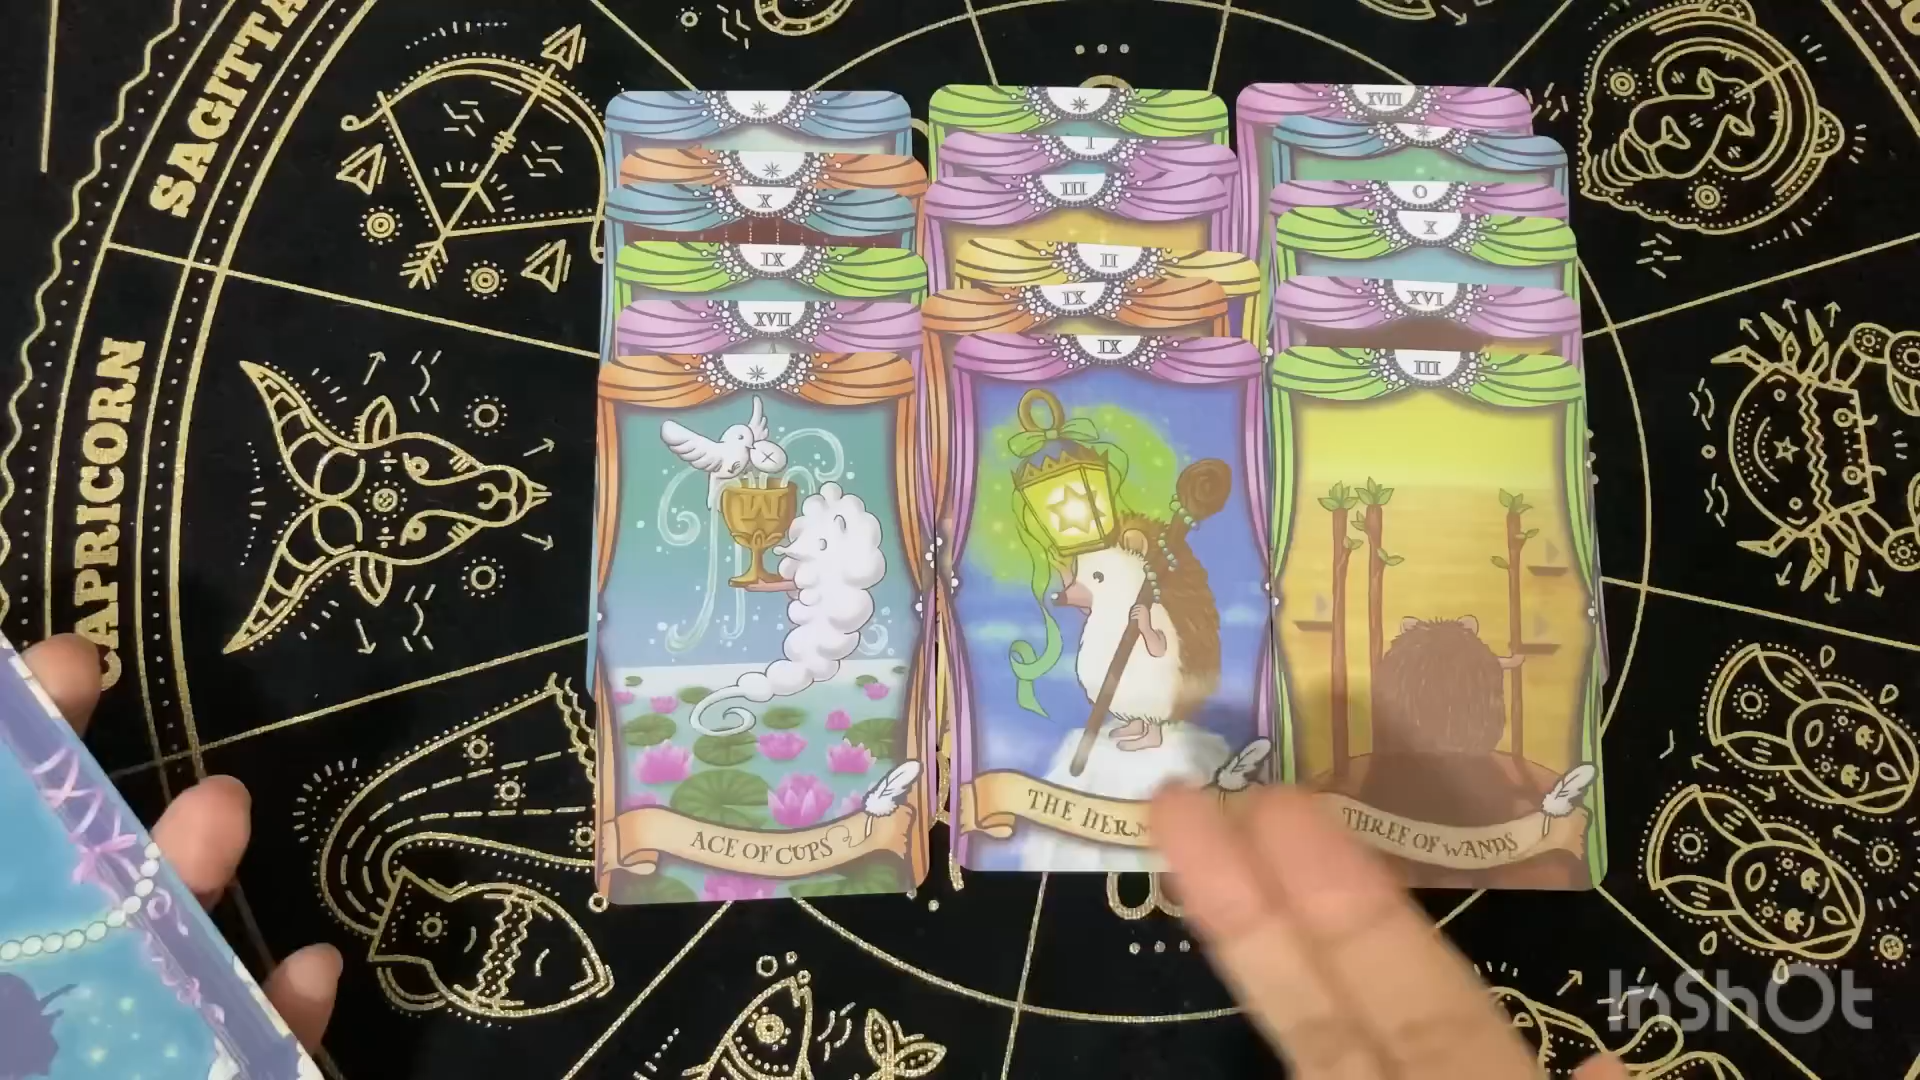 SAGITTA
CAPRICORN
XVIII
I
X
III
O
IX
II
X
XVII
IX
XVI
IX
III
ACE OF CUPS
THE HERM
THREE OF WANDS
InShOt